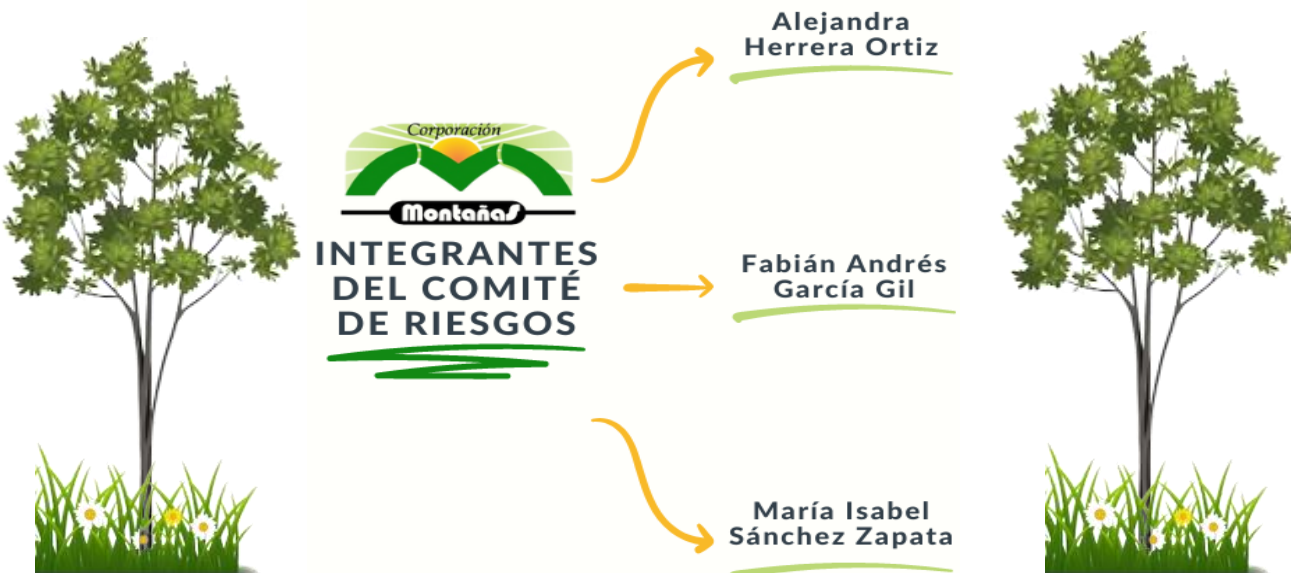 Corporación
Montañas
INTEGRANTES
DEL COMITÉ
DE RIESGOS
Alejandra
Herrera Ortiz
Fabián Andrés
García Gil
María Isabel
Sánchez Zapata